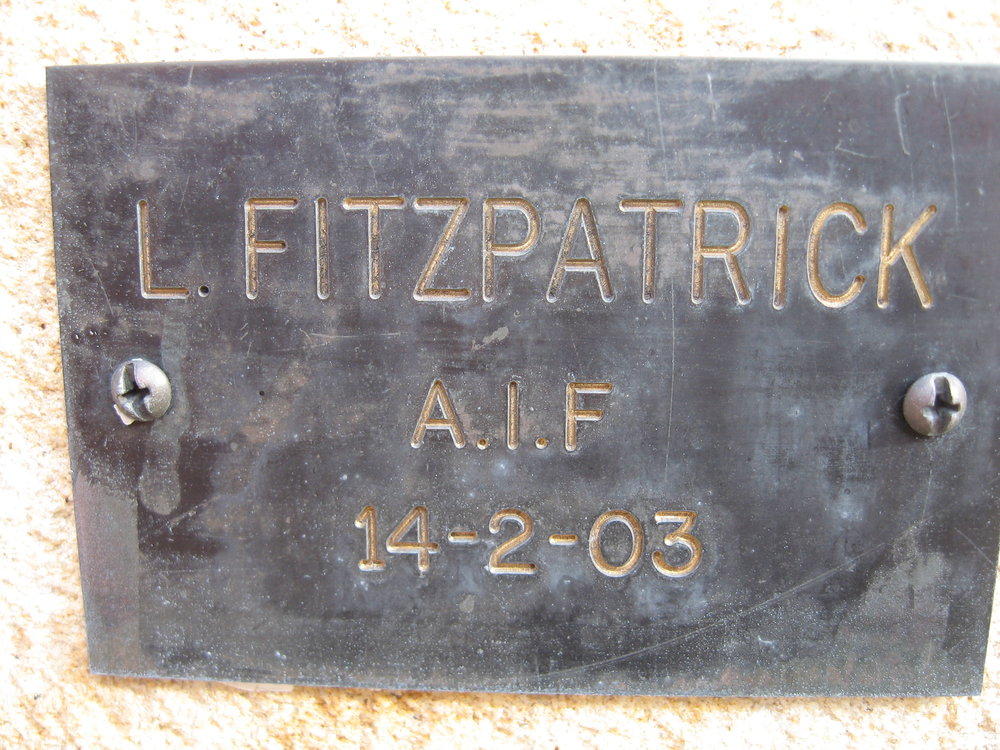 L. FITZPATRICK
A.I.F
14-2-03